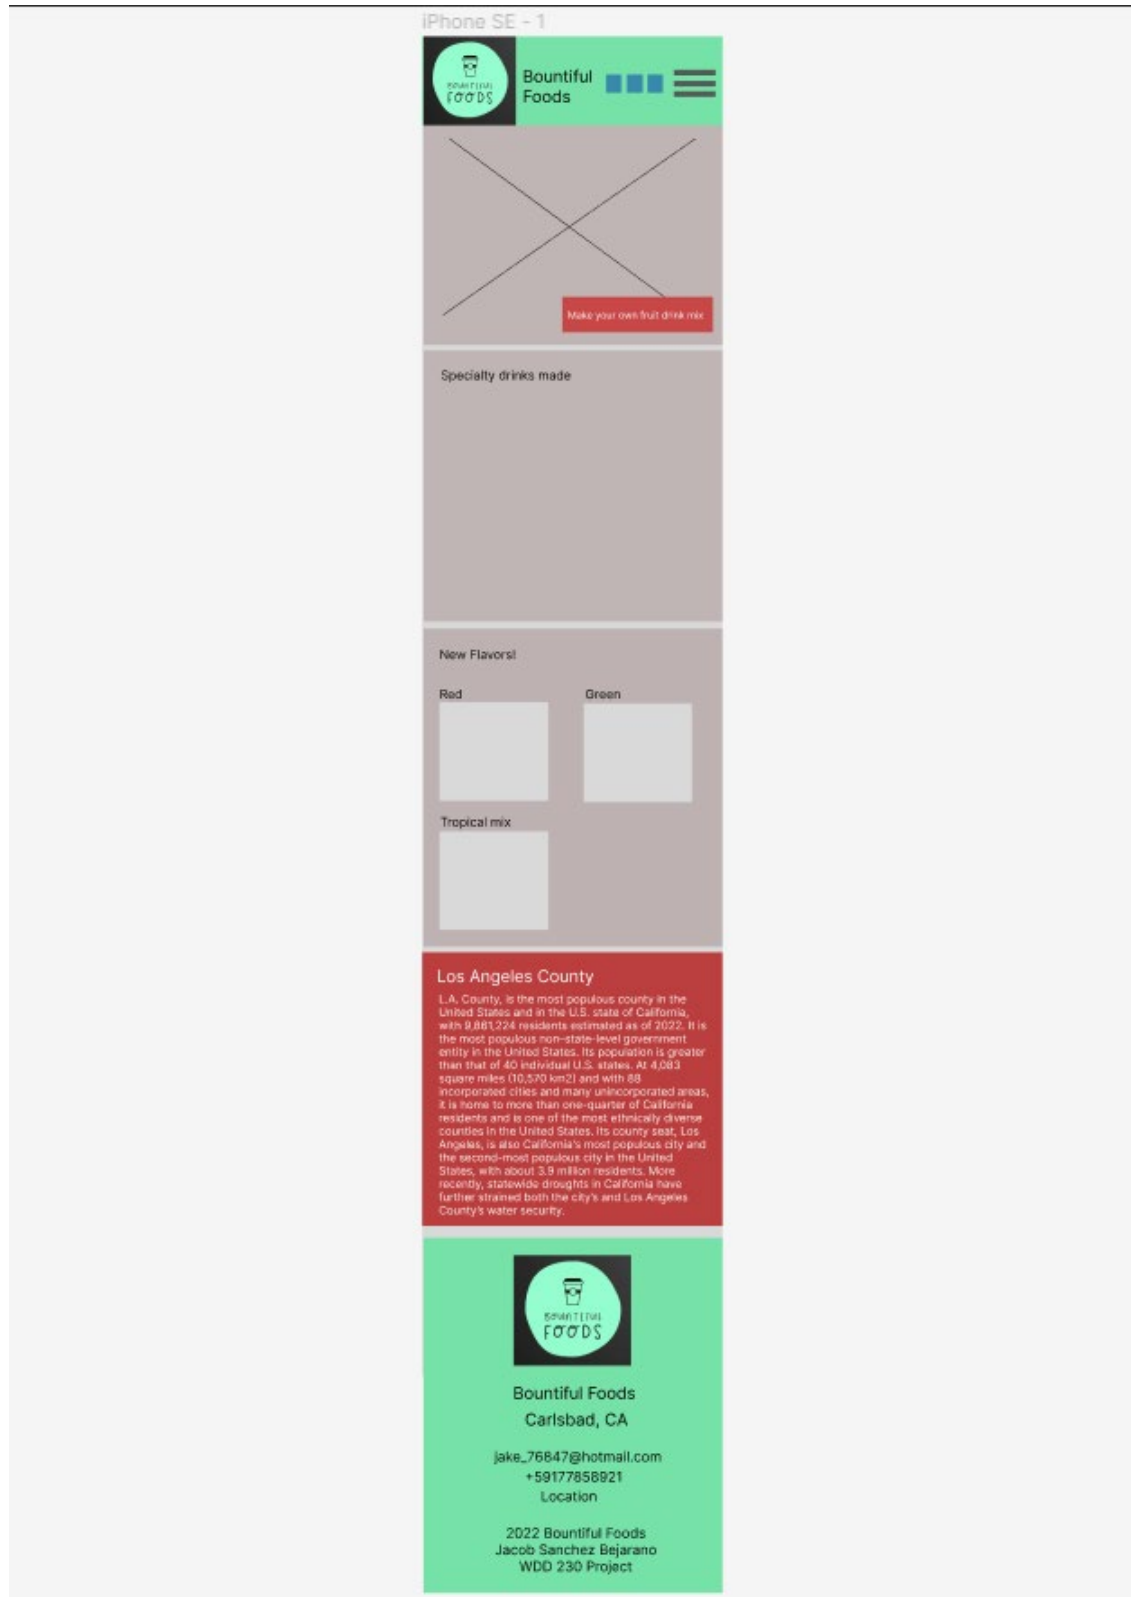 iPhone SE - 1
BOUNTIFUL
FOODS
Bountiful
Foods
Make your own fruit drink mix
Specialty drinks made
New Flavors!
Red
Green
Tropical mix
Los Angeles County
L.A. County, is the most populous county in the
United States and in the U.S. state of California,
with 9,861,224 residents estimated as of 2022. It is
the most populous non-state-level government
entity in the United States. Its population is greater
than that of 40 individual U.S. states. At 4,083
square miles (10,570 km2) and with 88
incorporated cities and many unincorporated areas,
it is home to more than one-quarter of California
residents and is one of the most ethnically diverse
counties in the United States. Its county seat, Los
Angeles, is also California's most populous city and
the second-most populous city in the United
States, with about 3.9 million residents. More
recently, statewide droughts in California have
further strained both the city's and Los Angeles
County's water security.
BOUNTIFUL
FOODS
Bountiful Foods
Carlsbad, CA
jake_76847@hotmail.com
+59177858921
Location
2022 Bountiful Foods
Jacob Sanchez Bejarano
WDD 230 Project